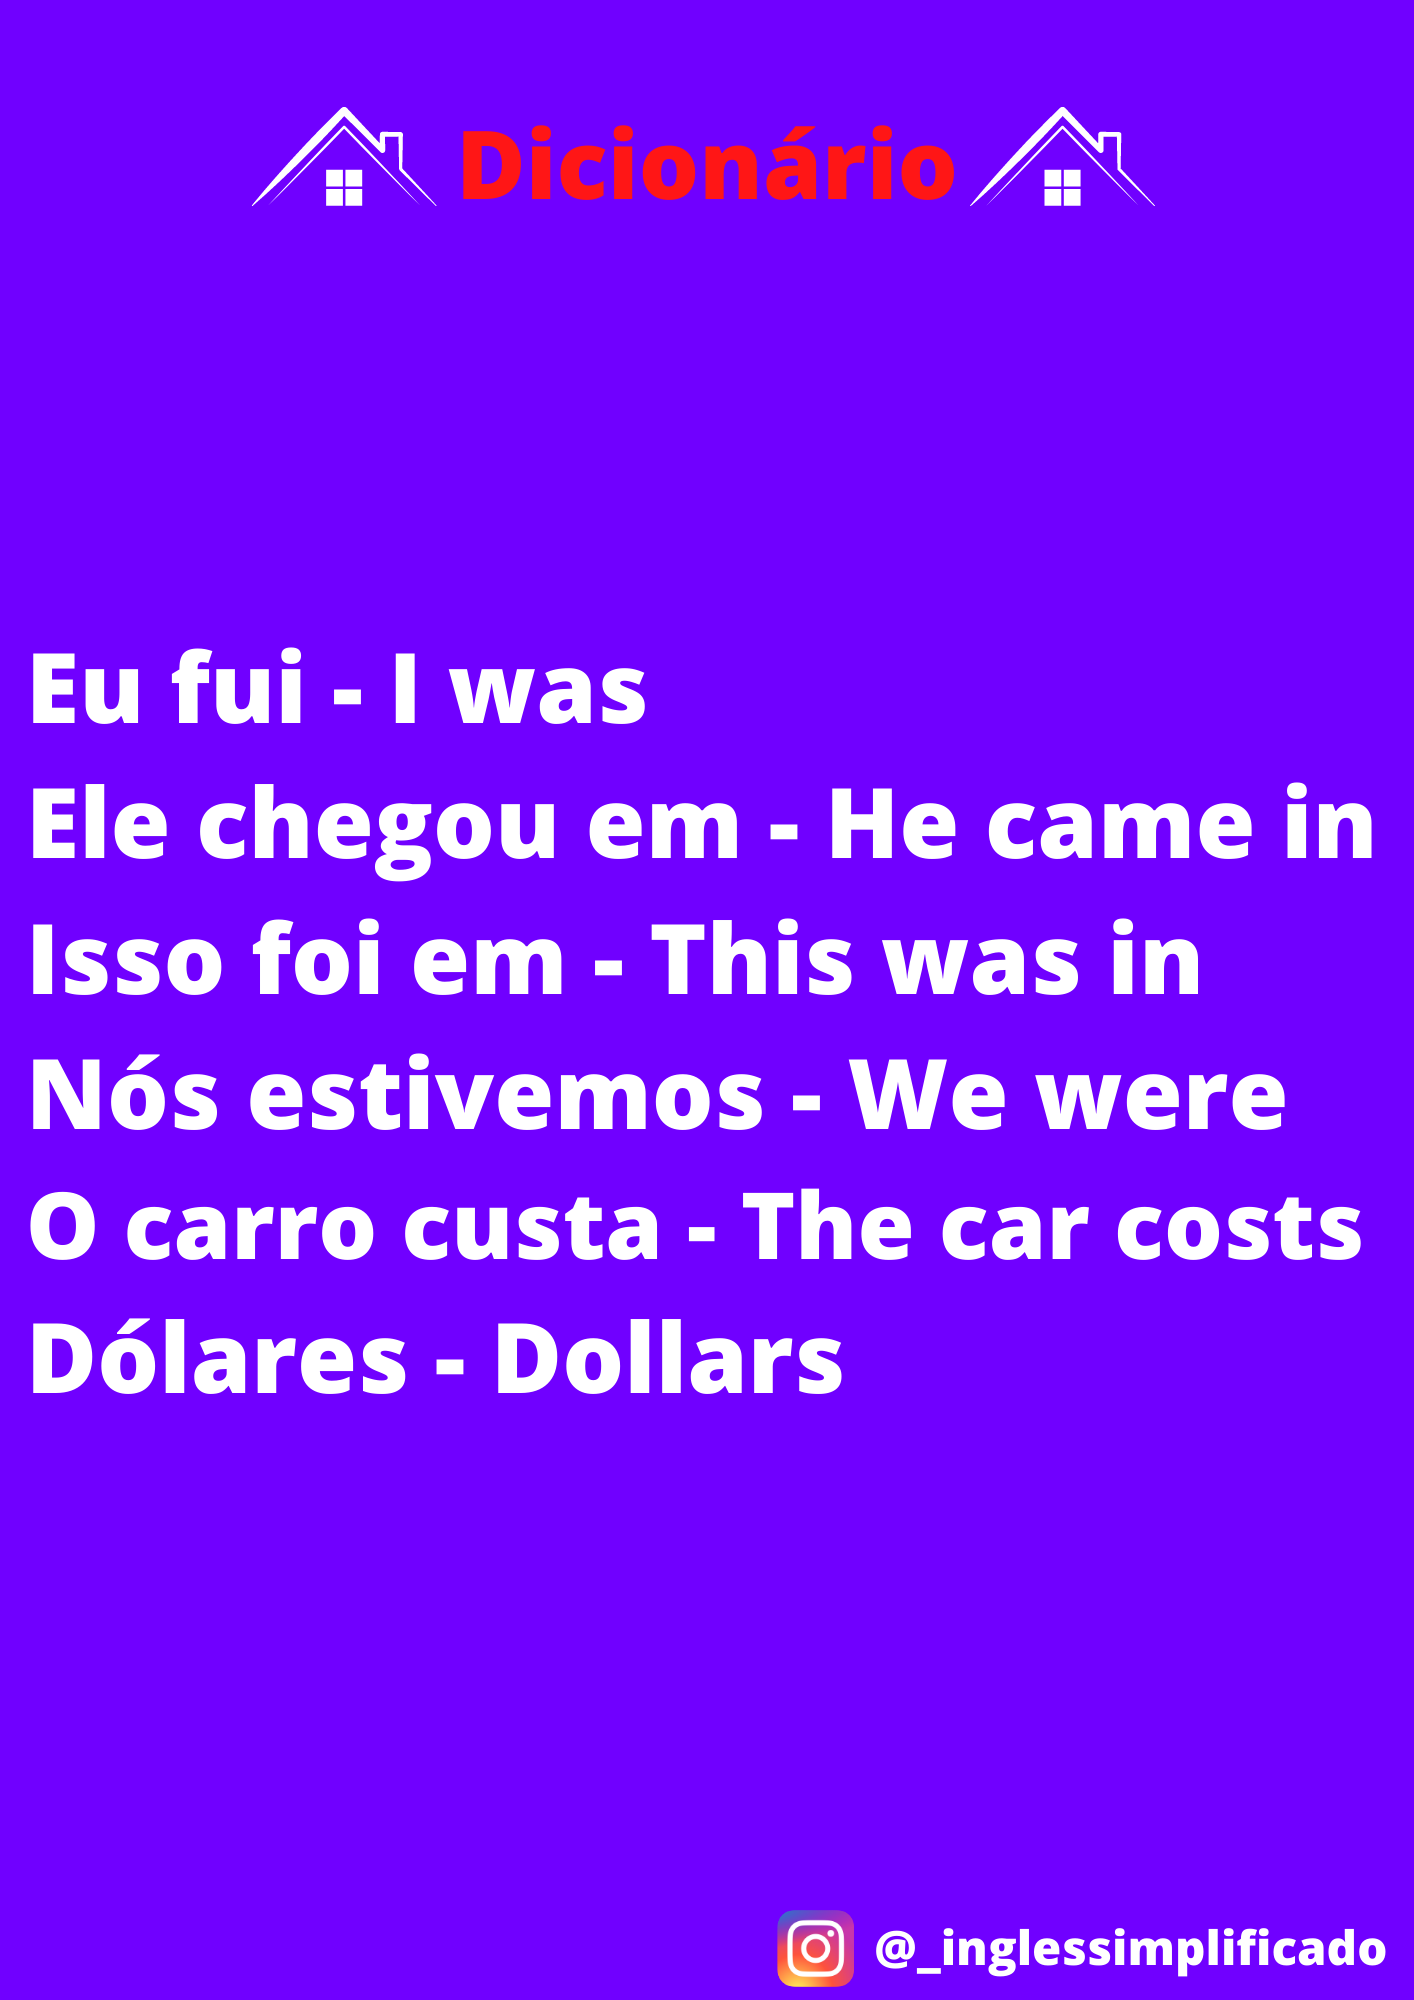 Dicionário
Eu fui - I was
Ele chegou em - He came in
Isso foi em - This was in
Nós estivemos - We were
O carro custa - The car costs
Dólares - Dollars
@_inglessimplificado